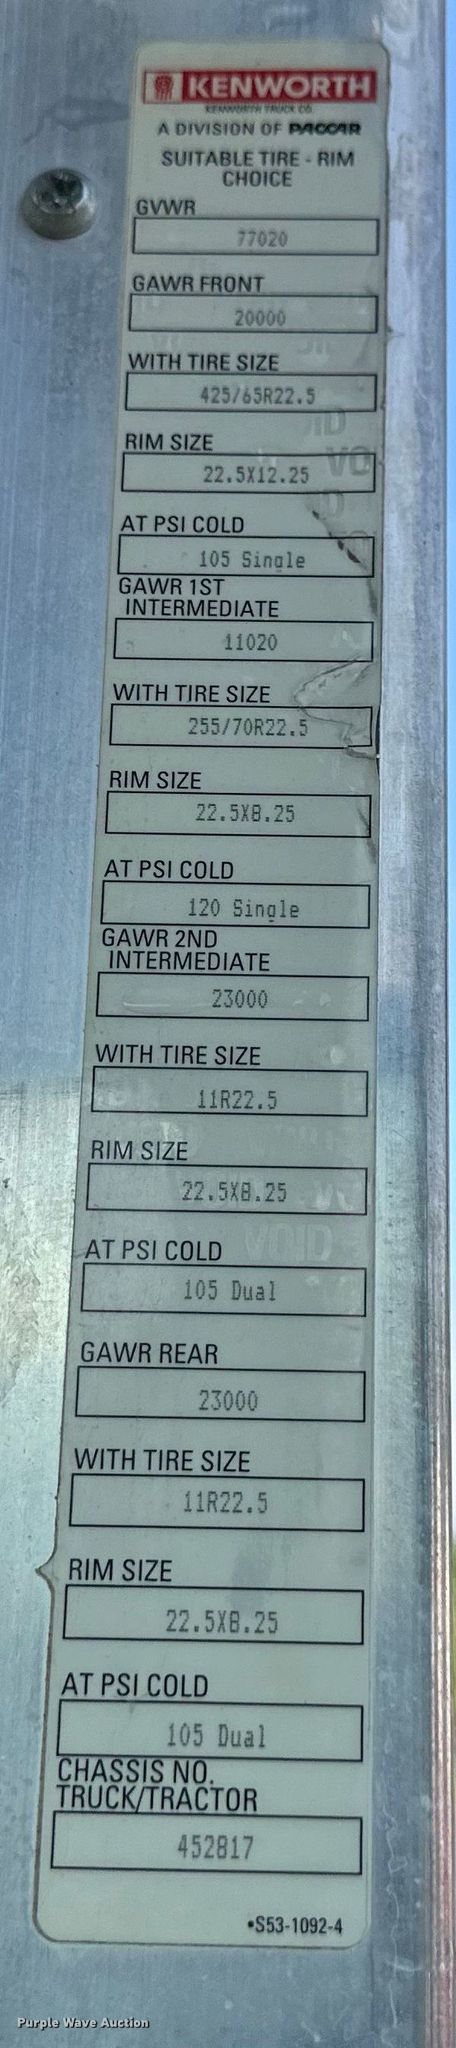 KENWORTH
KENWORTH TRUCK CO.
A DIVISION OF PACCAR
SUITABLE TIRE - RIM
CHOICE
GVWR
77020
GAWR FRONT
20000
WITH TIRE SIZE
425/65R22.5
RIM SIZE
22.5X12.25
AT PSI COLD
105 Single
GAWR 1ST
INTERMEDIATE
11020
WITH TIRE SIZE
255/70R22.5
RIM SIZE
22.5X8.25
AT PSI COLD
120 Single
GAWR 2ND
INTERMEDIATE
23000
WITH TIRE SIZE
11R22.5
RIM SIZE
22.5X8.25
VOID
AT PSI COLD
105 Dual
GAWR REAR
23000
WITH TIRE SIZE
11R22.5
RIM SIZE
22.5X8.25
AT PSI COLD
105 Dual
CHASSIS NO.
TRUCK/TRACTOR
452817
•S53-1092-4
Purple Wave Auction